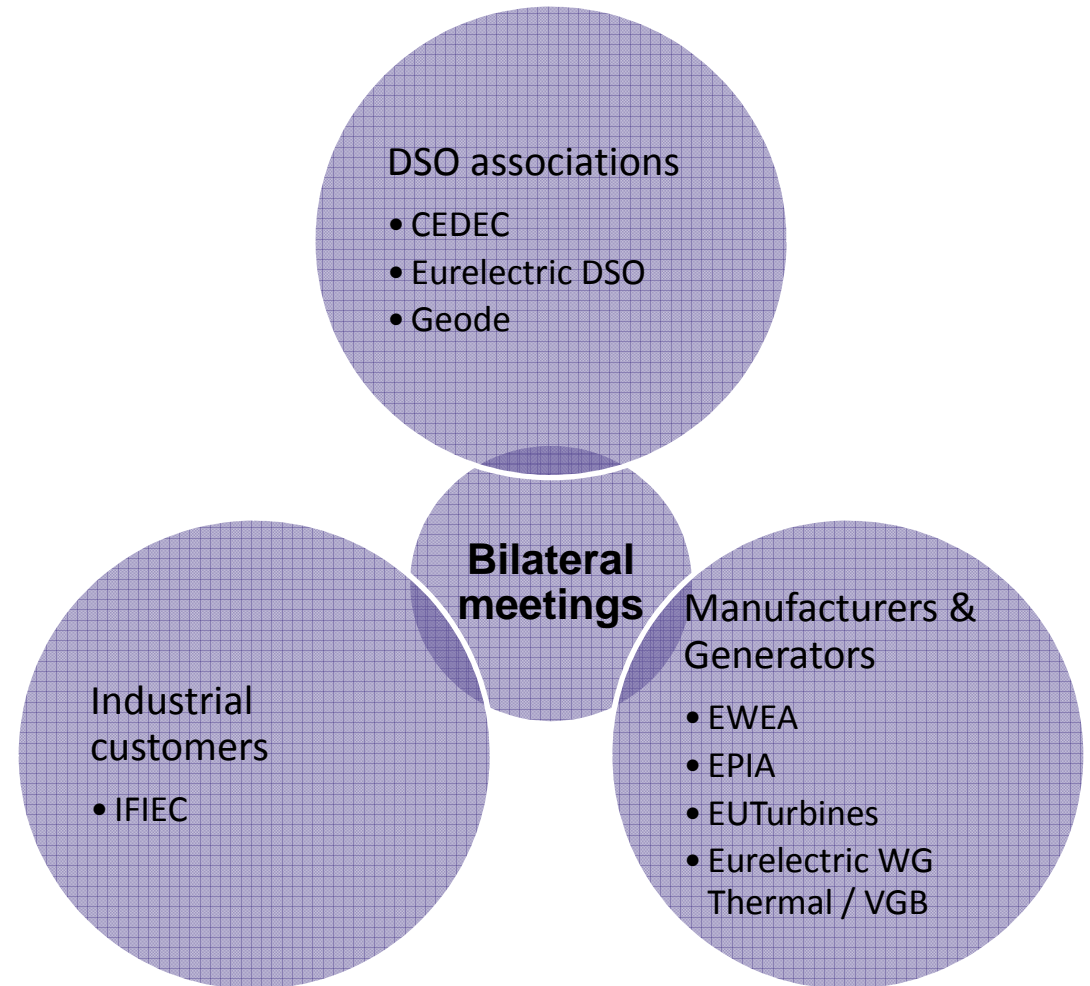 DSO associations
• CEDEC
• Eurelectric DSO
• Geode
Bilateral
meetings
Industrial
customers
• IFIEC
Manufacturers &
Generators
• EWEA
• EPIA
• EUTurbines
• Eurelectric WG
Thermal / VGB